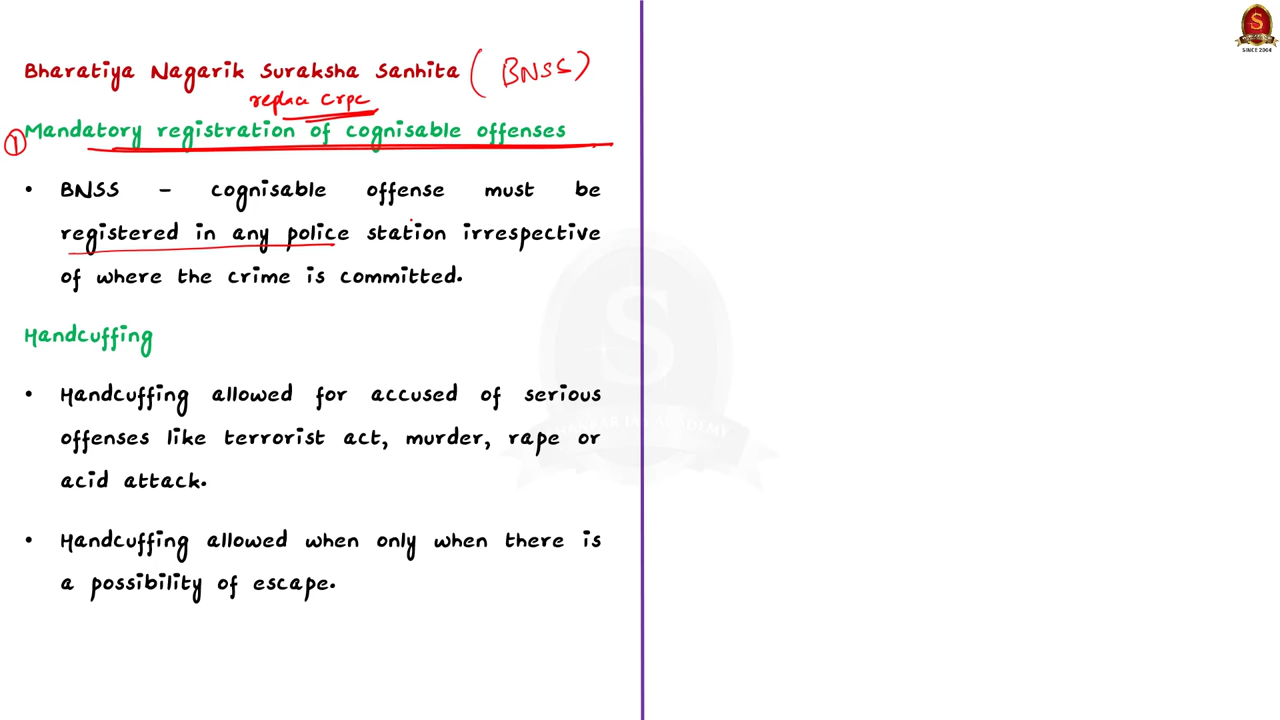 SINCE 2004
Bharatiya Nagarik Suraksha Sanhita (BNSS)
replace Crpc
① Mandatory registration of cognisable offenses
• BNSS – cognisable offense must be
registered in any police station irrespective
of where the crime is committed.
Handcuffing
• Handcuffing allowed for accused of serious
offenses like terrorist act, murder, rape or
acid attack.
• Handcuffing allowed when only when there is
a possibility of escape.